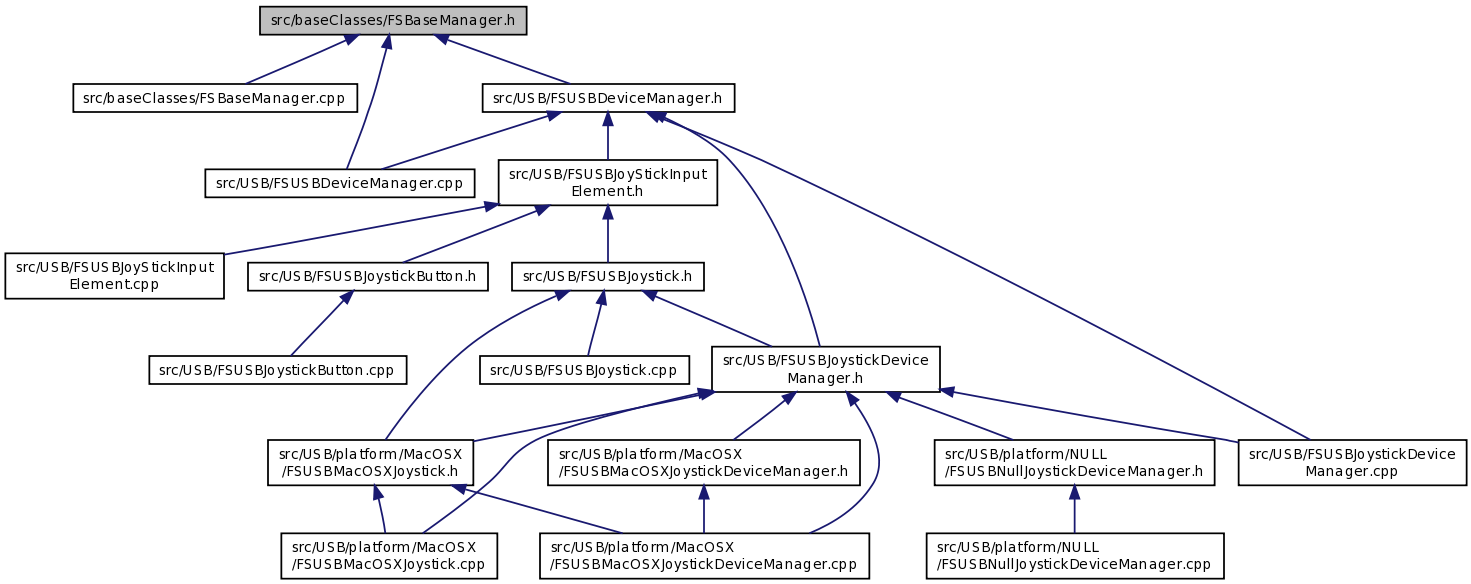 src/baseClasses/FSBaseManager.h
src/baseClasses/FSBaseManager.cpp
src/USB/FSUSBDeviceManager.h
src/USB/FSUSBDeviceManager.cpp
src/USB/FSUSBJoyStickInput
Element.h
src/USB/FSUSBJoyStickInput
Element.cpp
src/USB/FSUSBJoystickButton.h
src/USB/FSUSBJoystick.h
src/USB/FSUSBJoystickButton.cpp
src/USB/FSUSBJoystick.cpp
src/USB/FSUSBJoystickDevice
Manager.h
src/USB/platform/MacOSX
/FSUSBMacOSXJoystick.h
src/USB/platform/MacOSX
/FSUSBMacOSXJoystickDeviceManager.h
src/USB/platform/NULL
/FSUSBNullJoystickDeviceManager.h
src/USB/FSUSBJoystickDevice
Manager.cpp
src/USB/platform/MacOSX
/FSUSBMacOSXJoystick.cpp
src/USB/platform/MacOSX
/FSUSBMacOSXJoystickDeviceManager.cpp
src/USB/platform/NULL
/FSUSBNullJoystickDeviceManager.cpp